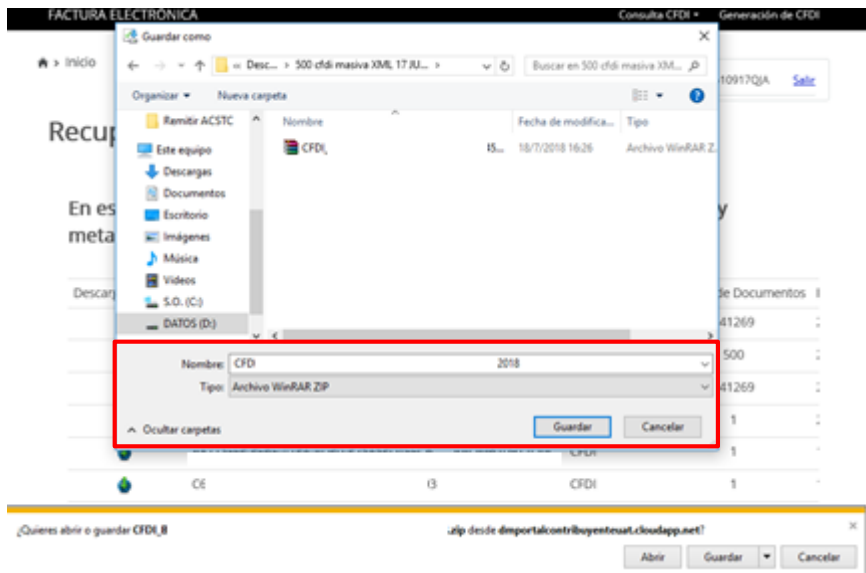 FACTURA ELECTRÓNICA Consulta CFDI Generación de CFDI
Guardar como
Inicio
« Desc... > 500 cfdi masiva XML 17 JU... >
Buscar en 500 cfdi masiva XM...
10917QJA Salir
Organizar Nueva carpeta
Recup
Remitir ACSTC
Nombre Fecha de modifica... Tipo
Este equipo
CFDI_ I5... 18/7/2018 16:26 Archivo WinRAR Z
Descargas
Documentos
En es
Escritorio
y
meta
Imágenes
Música
Videos
Descar
S.O. (C:)
de Documentos
DATOS (D:)
41269
Nombre: CFDI 2018
500
Tipo: Archivo WinRAR ZIP
41269
Ocultar carpetas Guardar Cancelar
1
CFDI 1
C6 3 CFDI 1
¿Quieres abrir o guardar CFDI_8 .zip desde dmportalcontribuyenteuat.cloudapp.net?
Abrir Guardar Cancelar